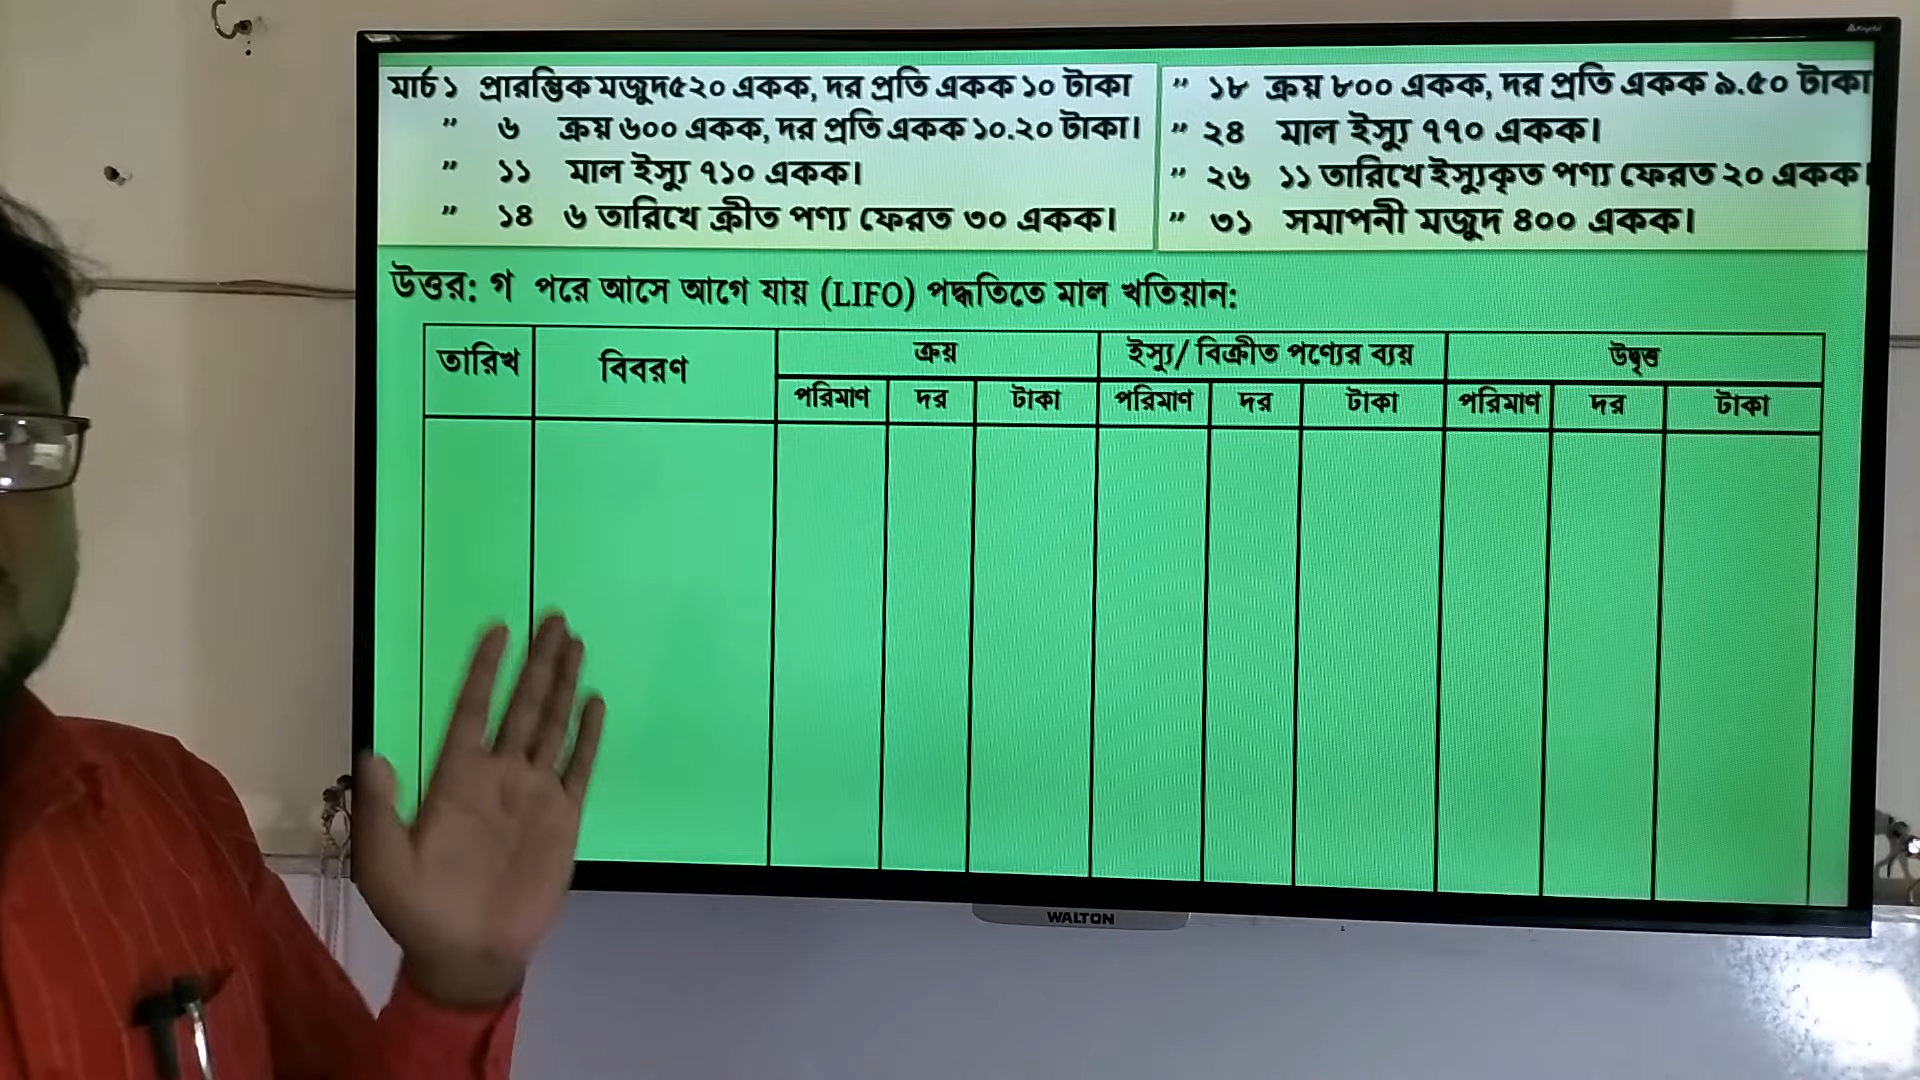 মার্চ ১ প্রারম্ভিক মজুদ৫২০ একক, দর প্রতি একক ১০ টাকা
" ৬ ক্রয় ৬০০ একক, দর প্রতি একক ১০.২০ টাকা।
" ১১ মাল ইস্যু ৭১০ একক।
" ১৪ ৬ তারিখে ক্রীত পণ্য ফেরত ৩০ একক।
" ১৮ ক্রয় ৮০০ একক, দর প্রতি একক ৯.৫০ টাকা
" ২৪ মাল ইস্যু ৭৭০ একক।
" ২৬ ১১ তারিখে ইস্যুকৃত পণ্য ফেরত ২০ একক।
" ৩১ সমাপনী মজুদ ৪০০ একক।
উত্তর: গ পরে আসে আগে যায় (LIFO) পদ্ধতিতে মাল খতিয়ান:
তারিখ বিবরণ ক্রয় ইস্যু/ বিক্রীত পণ্যের ব্যয় উদ্বৃত্ত
পরিমাণ দর টাকা পরিমাণ দর টাকা পরিমাণ দর টাকা
WALTON